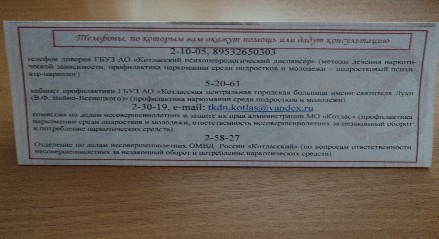 Телефоны, по которым вам окажут помощь или дадут консультацию
2-10-05, 89532650303
телефон доверия ГБУЗ АО «Котласский психоневрологический диспансер» (методы лечения наркоти-
ческой зависимости, профилактика наркомании среди подростков и молодежи – подростковый психи-
атр-нарколог)
5-20-61
кабинет профилактики ГБУЗ АО «Котласская центральная городская больница имени святителя Луки
(В.Ф. Войно-Ясенецкого)» (профилактика наркомании среди подростков и молодежи)
2-30-19, e-mail: tkdn.kotlas@yandex.ru
комиссия по делам несовершеннолетних и защите их прав администрации МО «Котлас» (профилактика
наркомании среди подростков и молодежи, ответственность несовершеннолетних за незаконный оборот
и потребление наркотических средств)
2-58-27
Отделение по делам несовершеннолетних ОМВД России «Котласский» (по вопросам ответственности
несовершеннолетних за незаконный оборот и потребление наркотических средств)